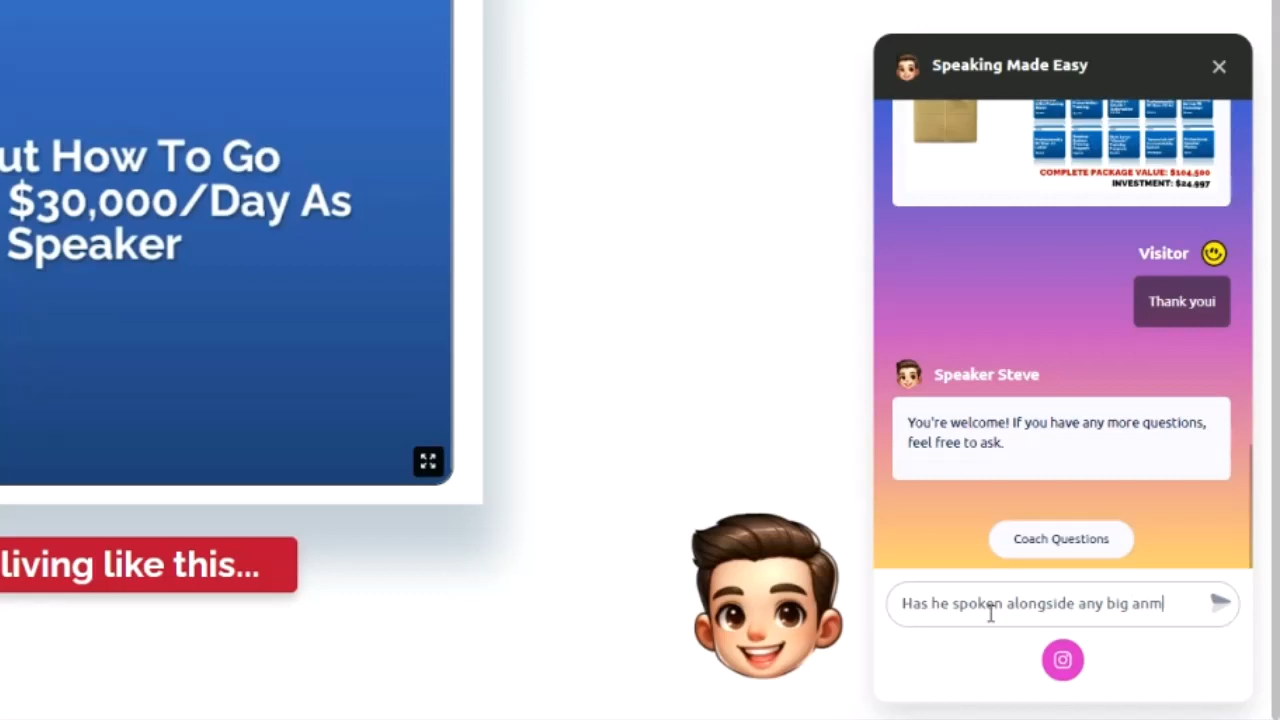 ut How To Go
$30,000/Day As
Speaker
living like this...
Speaking Made Easy
COMPLETE PACKAGE VALUE: $104,500
INVESTMENT: $24,997
Visitor
Thank youi
Speaker Steve
You're welcome! If you have any more questions,
feel free to ask.
Coach Questions
Has he spoken alongside any big anm